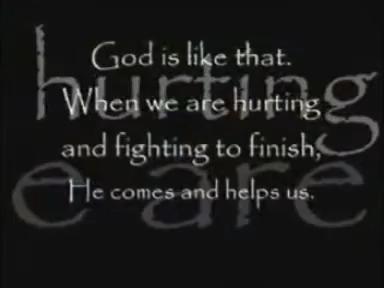 God is like that.
hurting
When we are hurting
and fighting to finish,
e are
He comes and helps us.